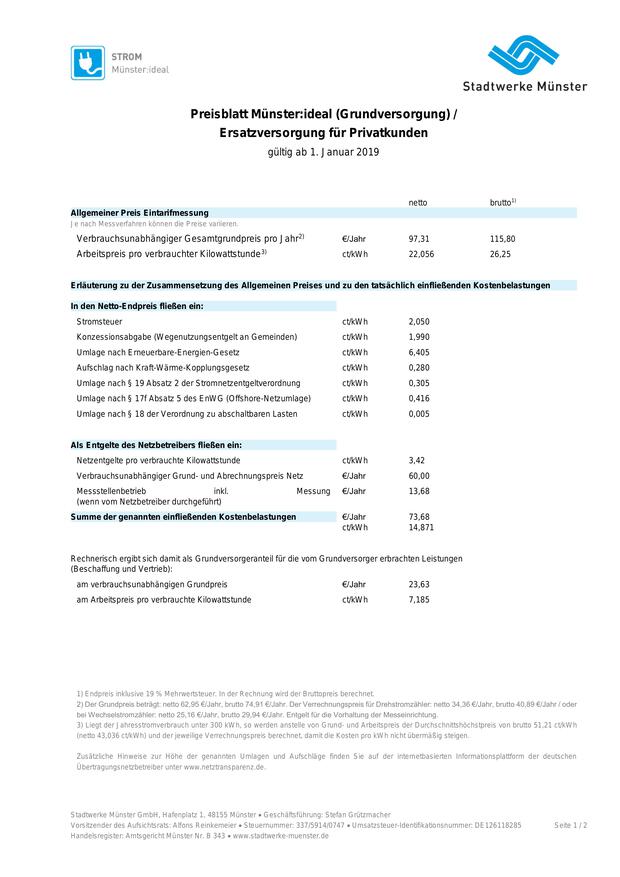 STROM
Münster:ideal
Stadtwerke Münster
Preisblatt Münster:ideal (Grundversorgung) /
Ersatzversorgung für Privatkunden
gültig ab 1. Januar 2019
netto brutto1)
Allgemeiner Preis Eintarifmessung
Je nach Messverfahren können die Preise variieren.
Verbrauchsunabhängiger Gesamtgrundpreis pro Jahr2) €/Jahr 97,31 115,80
Arbeitspreis pro verbrauchter Kilowattstunde3) ct/kWh 22,056 26,25
Erläuterung zu der Zusammensetzung des Allgemeinen Preises und zu den tatsächlich einfließenden Kostenbelastungen
In den Netto-Endpreis fließen ein:
Stromsteuer ct/kWh 2,050
Konzessionsabgabe (Wegenutzungsentgelt an Gemeinden) ct/kWh 1,990
Umlage nach Erneuerbare-Energien-Gesetz ct/kWh 6,405
Aufschlag nach Kraft-Wärme-Kopplungsgesetz ct/kWh 0,280
Umlage nach § 19 Absatz 2 der Stromnetzentgeltverordnung ct/kWh 0,305
Umlage nach § 17f Absatz 5 des EnWG (Offshore-Netzumlage) ct/kWh 0,416
Umlage nach § 18 der Verordnung zu abschaltbaren Lasten ct/kWh 0,005
Als Entgelte des Netzbetreibers fließen ein:
Netzentgelte pro verbrauchte Kilowattstunde ct/kWh 3,42
Verbrauchsunabhängiger Grund- und Abrechnungspreis Netz €/Jahr 60,00
Messstellenbetrieb inkl. Messung €/Jahr 13,68
(wenn vom Netzbetreiber durchgeführt)
Summe der genannten einfließenden Kostenbelastungen €/Jahr 73,68
ct/kWh 14,871
Rechnerisch ergibt sich damit als Grundversorgeranteil für die vom Grundversorger erbrachten Leistungen
(Beschaffung und Vertrieb):
am verbrauchsunabhängigen Grundpreis €/Jahr 23,63
am Arbeitspreis pro verbrauchte Kilowattstunde ct/kWh 7,185
1) Endpreis inklusive 19 % Mehrwertsteuer. In der Rechnung wird der Bruttopreis berechnet.
2) Der Grundpreis beträgt: netto 62,95 €/Jahr, brutto 74,91 €/Jahr. Der Verrechnungspreis für Drehstromzähler: netto 34,36 €/Jahr, brutto 40,89 €/Jahr / oder
bei Wechselstromzähler: netto 25,16 €/Jahr, brutto 29,94 €/Jahr. Entgelt für die Vorhaltung der Messeinrichtung.
3) Liegt der Jahresstromverbrauch unter 300 kWh, so werden anstelle von Grund- und Arbeitspreis der Durchschnittshöchstpreis von brutto 51,21 ct/kWh
(netto 43,036 ct/kWh) und der jeweilige Verrechnungspreis berechnet, damit die Kosten pro kWh nicht übermäßig steigen.
Zusätzliche Hinweise zur Höhe der genannten Umlagen und Aufschläge finden Sie auf der internetbasierten Informationsplattform der deutschen
Übertragungsnetzbetreiber unter www.netztransparenz.de.
Stadtwerke Münster GmbH, Hafenplatz 1, 48155 Münster • Geschäftsführung: Stefan Grützmacher
Vorsitzender des Aufsichtsrats: Alfons Reinkemeier • Steuernummer: 337/5914/0747 • Umsatzsteuer-Identifikationsnummer: DE126118285 Seite 1 / 2
Handelsregister: Amtsgericht Münster Nr. B 343 • www.stadtwerke-muenster.de